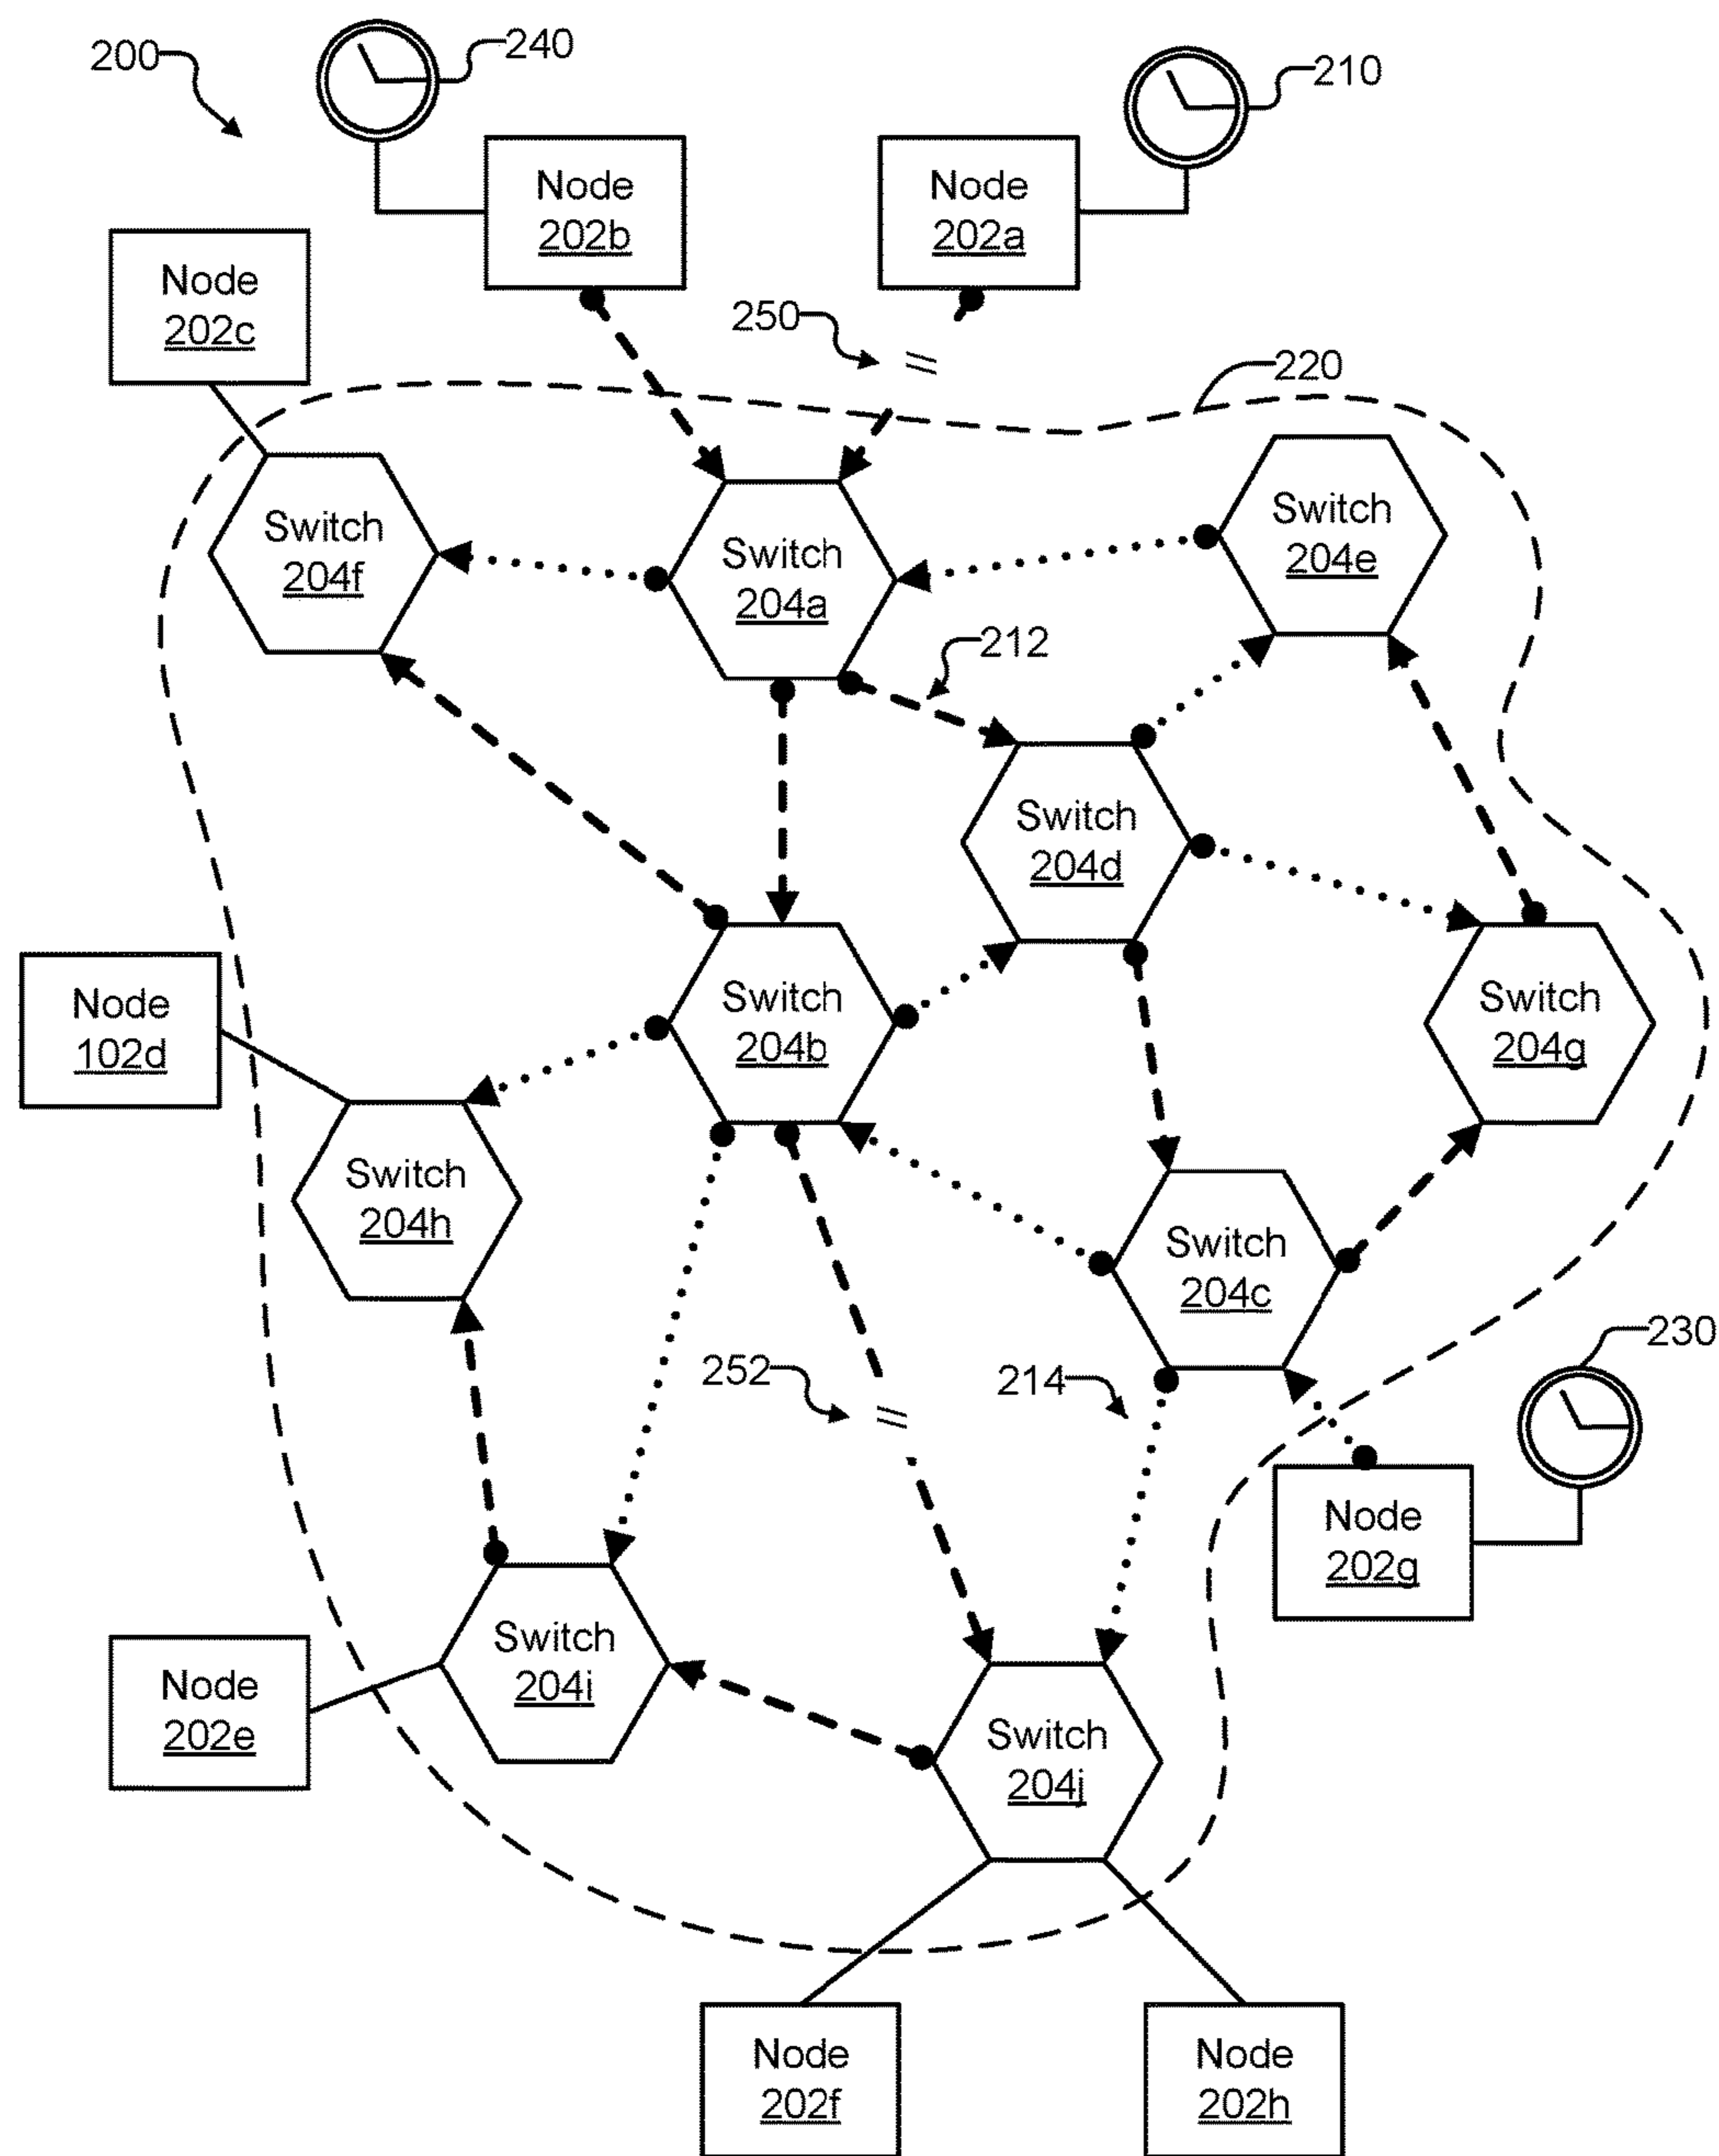 200
240
210
Node
202b
Node
202a
Node
202c
250
220
Switch
204f
Switch
204a
Switch
204e
212
Switch
204d
Node
102d
Switch
204b
Switch
204g
Switch
204h
Switch
204c
252
214
230
Node
202g
Switch
204i
Node
202e
Switch
204j
Node
202f
Node
202h